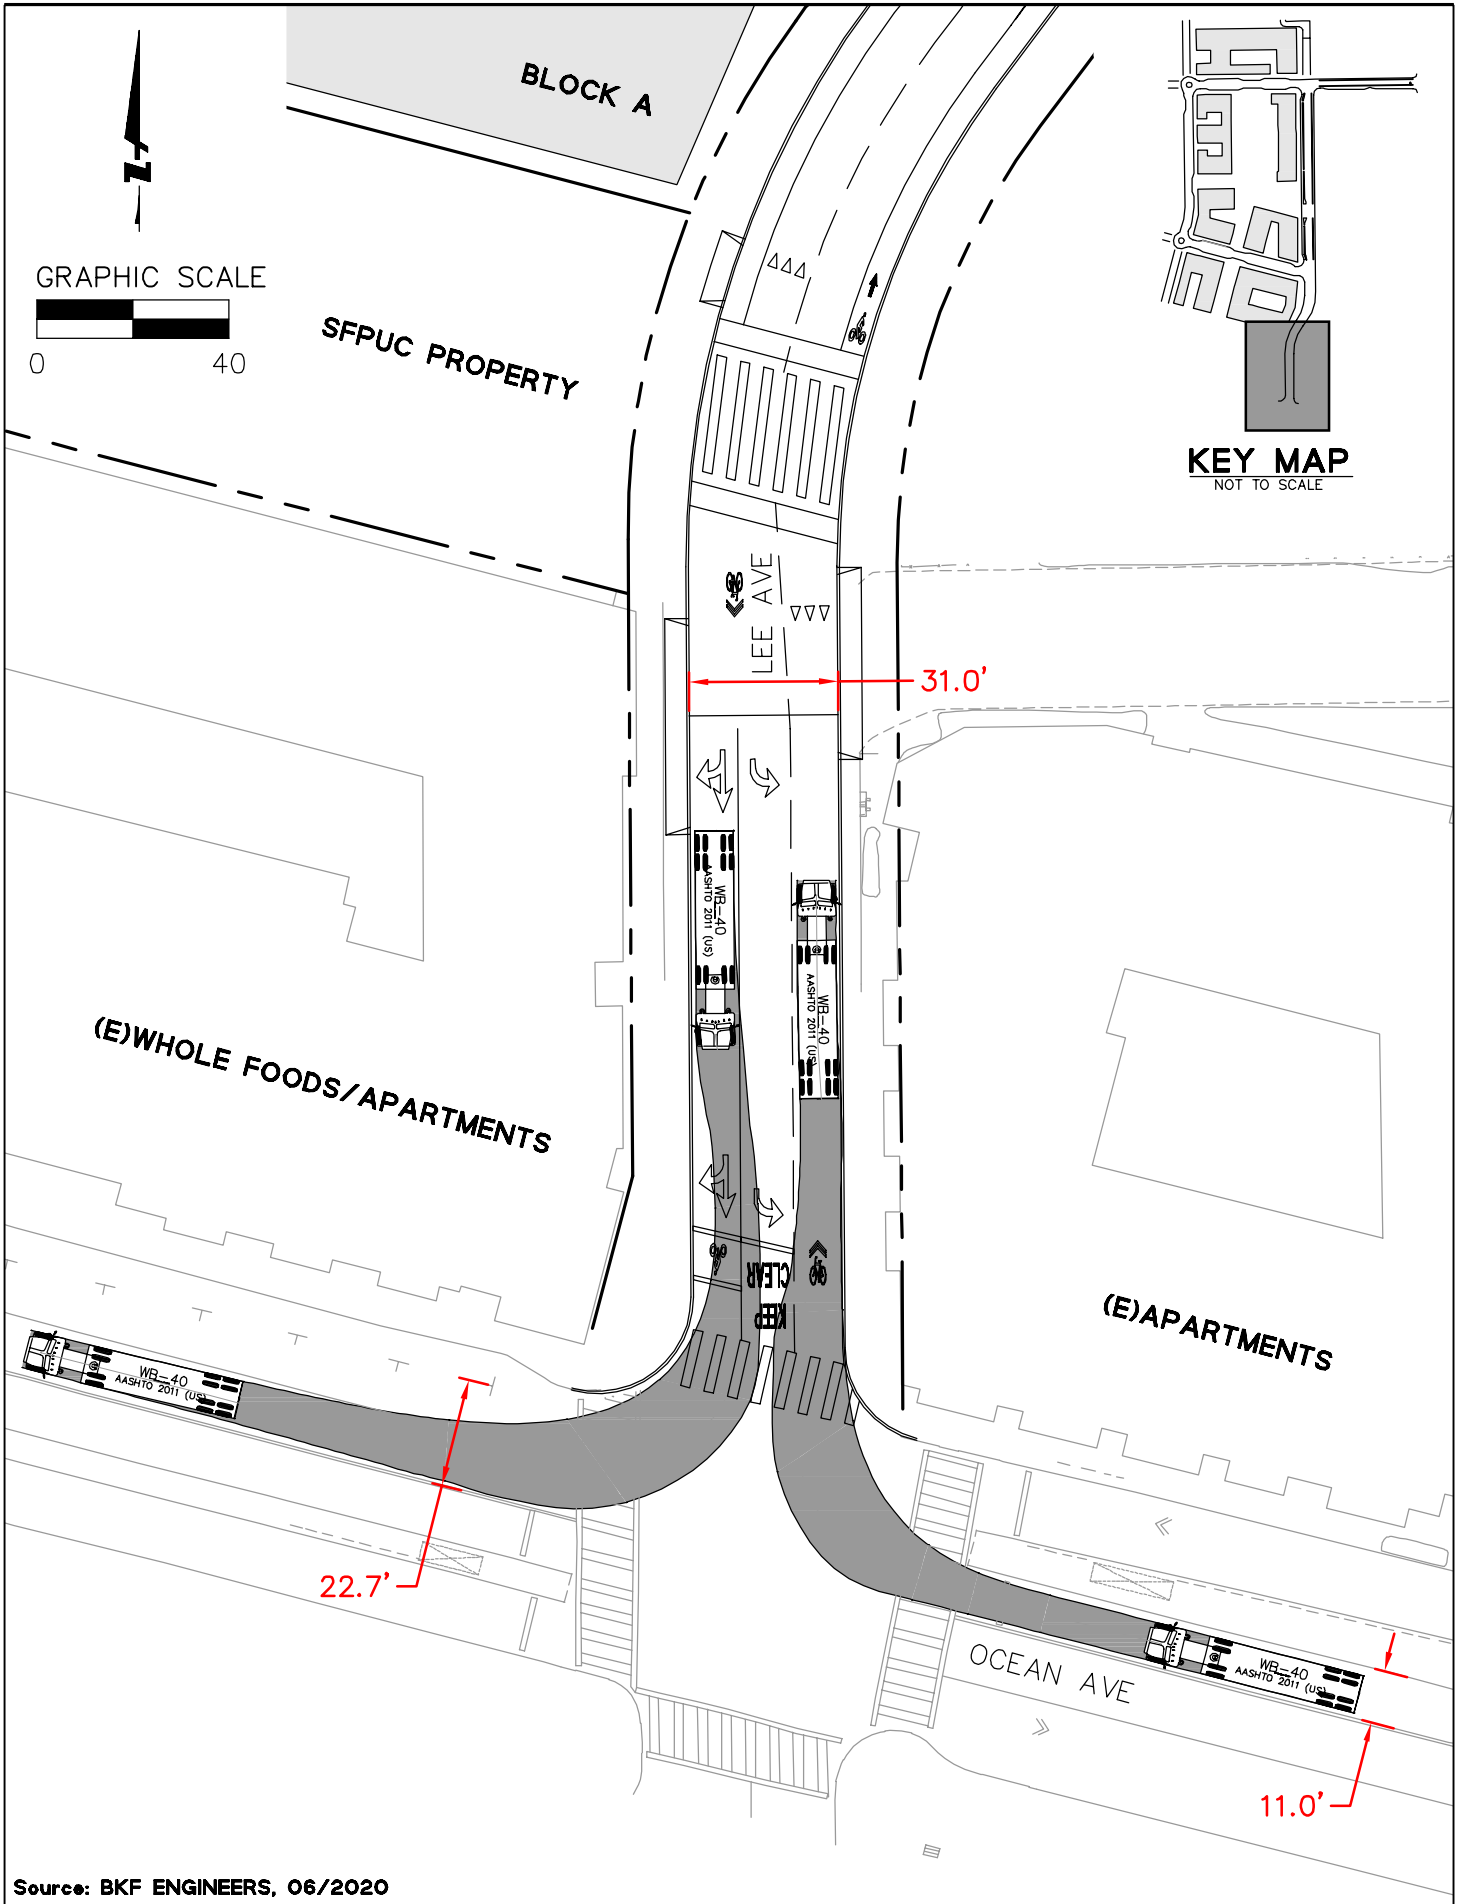 BLOCK A
GRAPHIC SCALE
0 40
SFPUC PROPERTY
KEY MAP
NOT TO SCALE
LEE AVE
31.0'
WB-40
AASHTO 2011 (US)
WB-40
AASHTO 2011 (US)
(E)WHOLE FOODS/APARTMENTS
CLEAR
KEEP
(E)APARTMENTS
WB-40
AASHTO 2011 (US)
22.7'
OCEAN AVE
WB-40
AASHTO 2011 (US)
11.0'
Source: BKF ENGINEERS, 06/2020